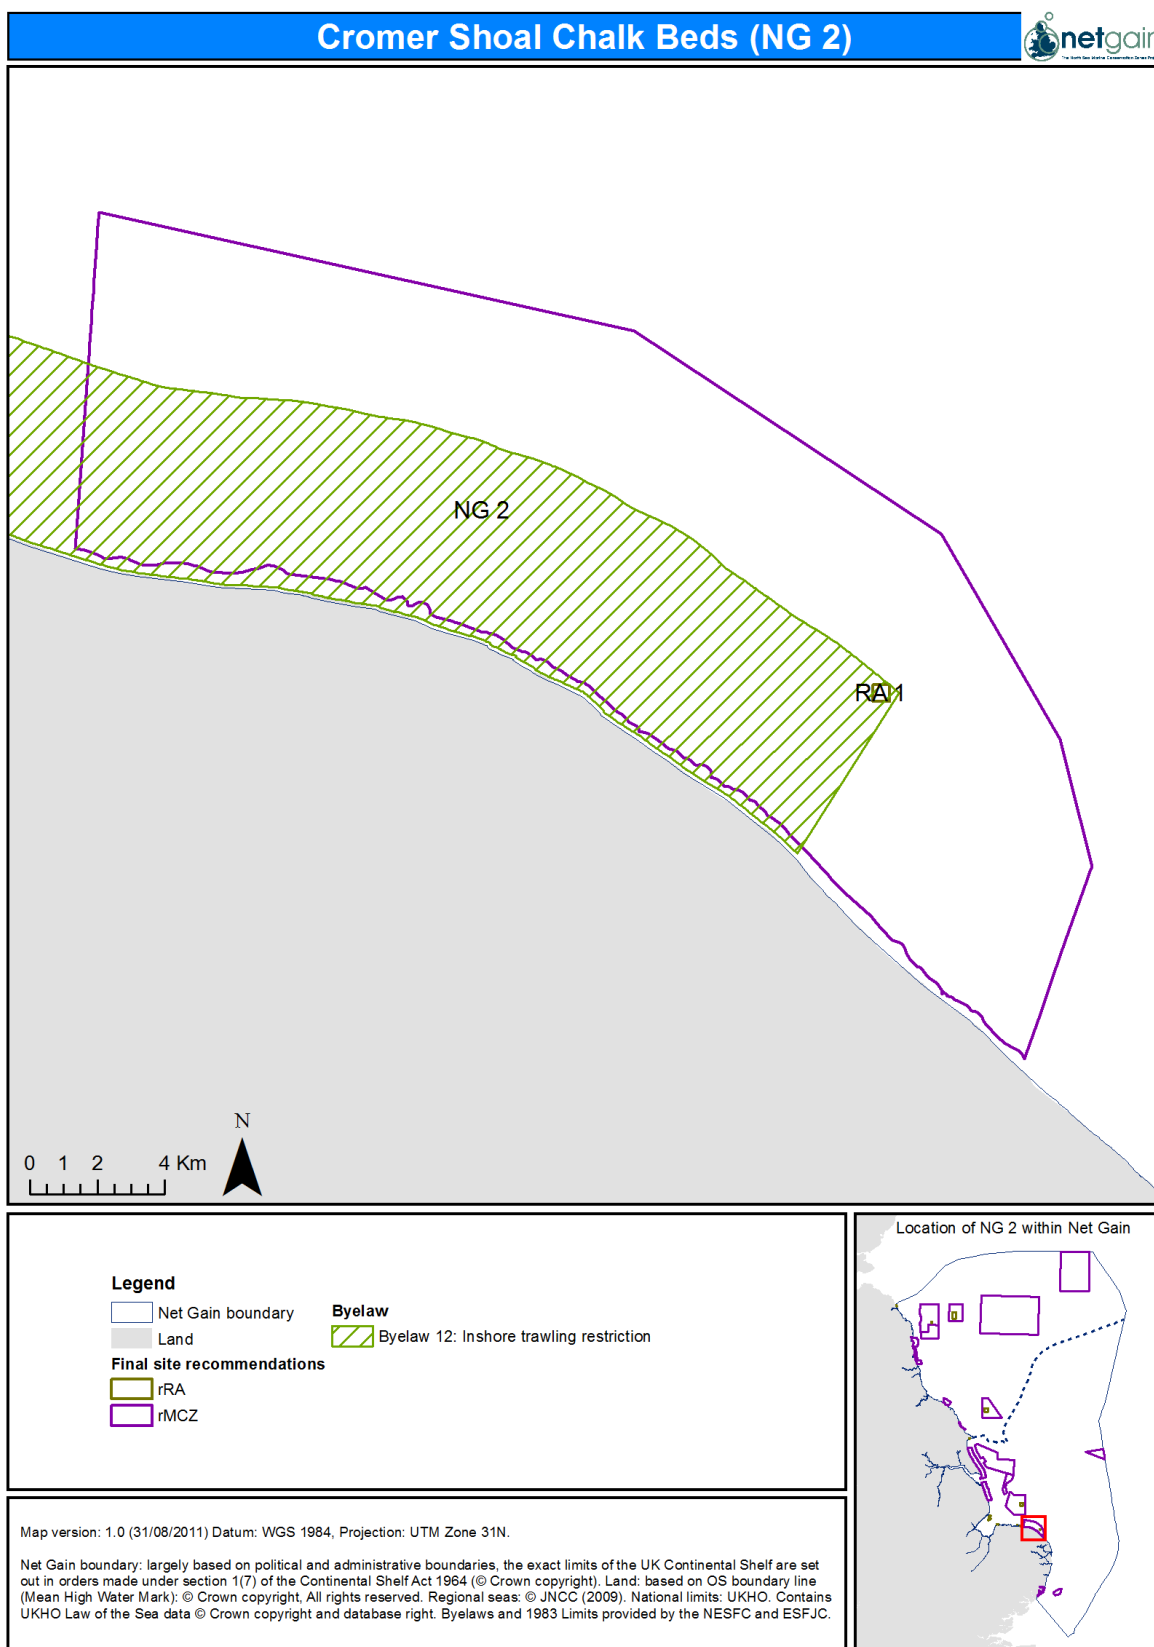 Cromer Shoal Chalk Beds (NG 2)
netgain
The North Sea Marine Conservation Zones Pro
NG 2
RA 1
N
0 1 2 4 Km
Legend
Net Gain boundary
Land
Final site recommendations
rRA
rMCZ
Byelaw
Byelaw 12: Inshore trawling restriction
Location of NG 2 within Net Gain
Map version: 1.0 (31/08/2011) Datum: WGS 1984, Projection: UTM Zone 31N.
Net Gain boundary: largely based on political and administrative boundaries, the exact limits of the UK Continental Shelf are set
out in orders made under section 1(7) of the Continental Shelf Act 1964 (© Crown copyright). Land: based on OS boundary line
(Mean High Water Mark): © Crown copyright, All rights reserved. Regional seas: © JNCC (2009). National limits: UKHO. Contains
UKHO Law of the Sea data © Crown copyright and database right. Byelaws and 1983 Limits provided by the NESFC and ESFJC.